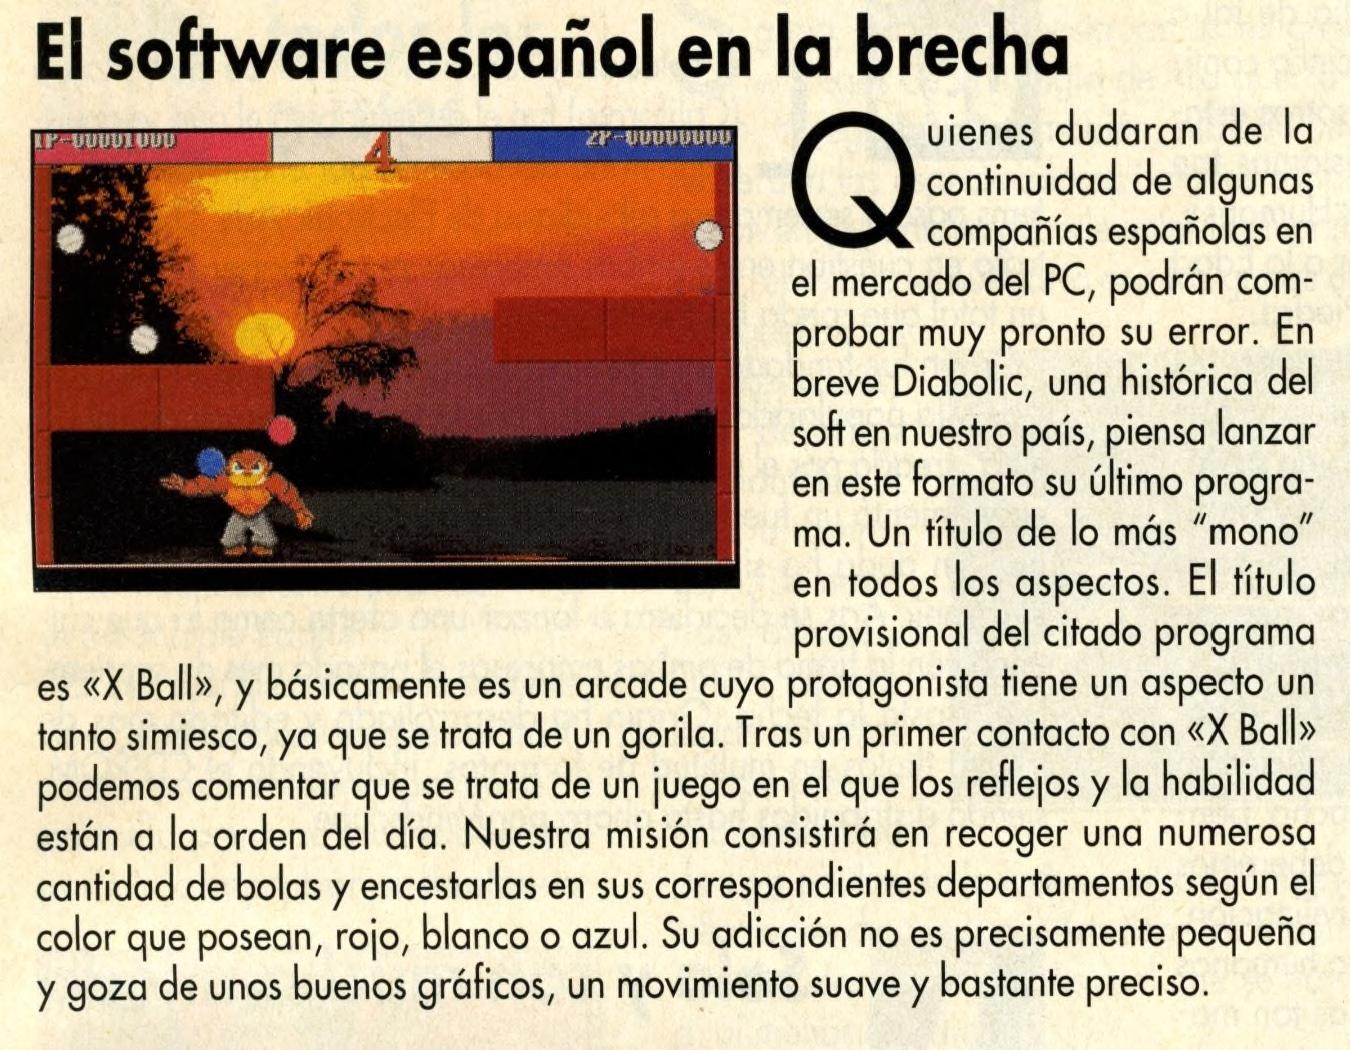 El software español en la brecha
1P-00001000
4
2P-00000000
Quienes dudaran de la
continuidad de algunas
compañías españolas en
el mercado del PC, podrán com-
probar muy pronto su error. En
breve Diabolic, una histórica del
soft en nuestro país, piensa lanzar
en este formato su último progra-
ma. Un título de lo más “mono”
en todos los aspectos. El título
provisional del citado programa
es «X Ball», y básicamente es un arcade cuyo protagonista tiene un aspecto un
tanto simiesco, ya que se trata de un gorila. Tras un primer contacto con «X Ball»
podemos comentar que se trata de un juego en el que los reflejos y la habilidad
están a la orden del día. Nuestra misión consistirá en recoger una numerosa
cantidad de bolas y encestarlas en sus correspondientes departamentos según el
color que posean, rojo, blanco o azul. Su adicción no es precisamente pequeña
y goza de unos buenos gráficos, un movimiento suave y bastante preciso.